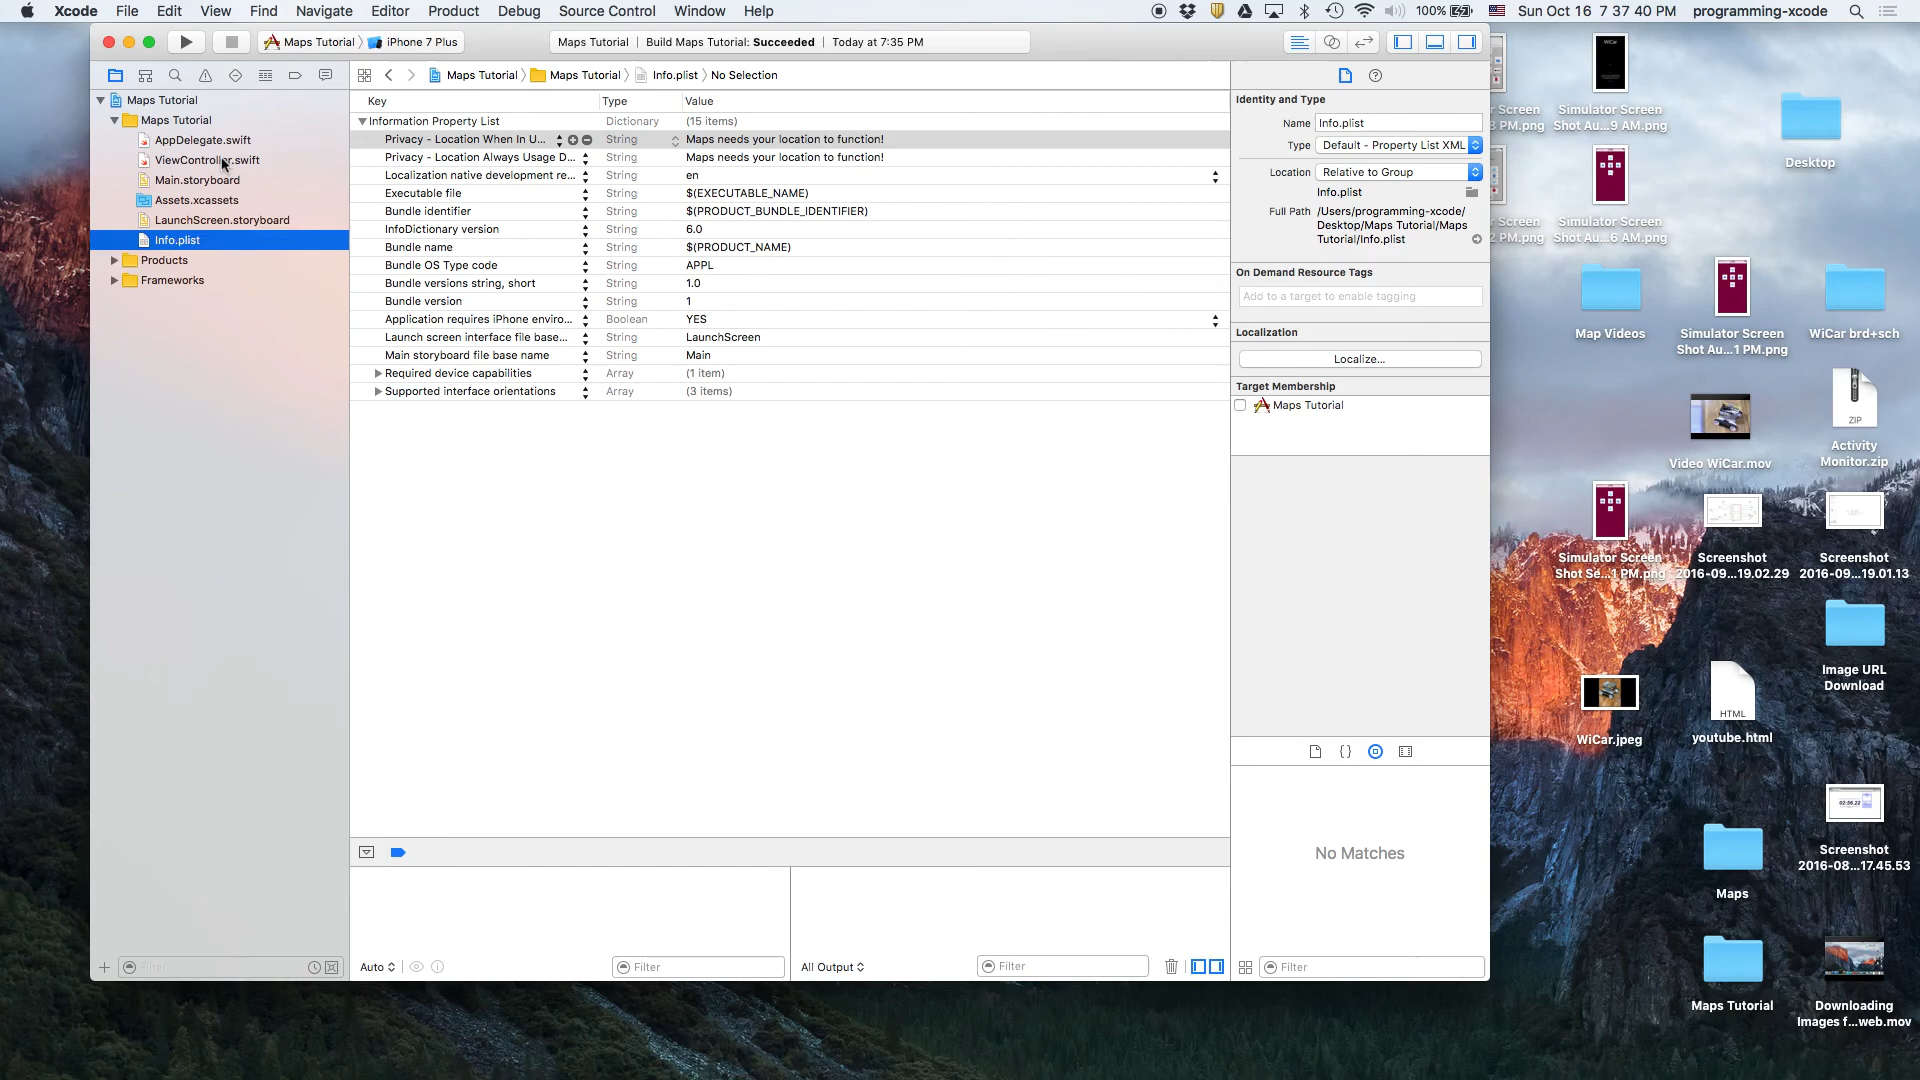 Xcode File Edit View Find Navigate Editor Product Debug Source Control Window Help
100% Sun Oct 16 7 37 40 PM programming-xcode
Maps Tutorial iPhone 7 Plus
Maps Tutorial | Build Maps Tutorial: Succeeded | Today at 7:35 PM
Maps Tutorial Maps Tutorial Info.plist No Selection
Maps Tutorial
Maps Tutorial
AppDelegate.swift
ViewController.swift
Main.storyboard
Assets.xcassets
LaunchScreen.storyboard
Info.plist
Products
Frameworks
Filter
Key Type Value
Information Property List Dictionary (15 items)
Privacy - Location When In U... String Maps needs your location to function!
Privacy - Location Always Usage D... String Maps needs your location to function!
Localization native development re... String en
Executable file String $(EXECUTABLE_NAME)
Bundle identifier String $(PRODUCT_BUNDLE_IDENTIFIER)
InfoDictionary version String 6.0
Bundle name String $(PRODUCT_NAME)
Bundle OS Type code String APPL
Bundle versions string, short String 1.0
Bundle version String 1
Application requires iPhone enviro... Boolean YES
Launch screen interface file base... String LaunchScreen
Main storyboard file base name String Main
Required device capabilities Array (1 item)
Supported interface orientations Array (3 items)
Auto
Filter
All Output
Filter
Identity and Type
Name Info.plist
Type Default - Property List XML
Location Relative to Group
Info.plist
Full Path /Users/programming-xcode/
Desktop/Maps Tutorial/Maps
Tutorial/Info.plist
On Demand Resource Tags
Add to a target to enable tagging
Localization
Localize...
Target Membership
Maps Tutorial
No Matches
Filter
Screen
8 PM.png
WiCar
Simulator Screen
Shot Au...9 AM.png
Desktop
Screen
2 PM.png
Simulator Screen
Shot Au...6 AM.png
Map Videos
Simulator Screen
Shot Au...1 PM.png
WiCar brd+sch
Video WiCar.mov
ZIP
Activity
Monitor.zip
Simulator Screen
Shot Se...1 PM.png
Screenshot
2016-09...19.02.29
Screenshot
2016-09...19.01.13
Image URL
Download
WiCar.jpeg
HTML
youtube.html
02:56.22
Screenshot
2016-08...17.45.53
Maps
Maps Tutorial
Downloading
Images f...web.mov